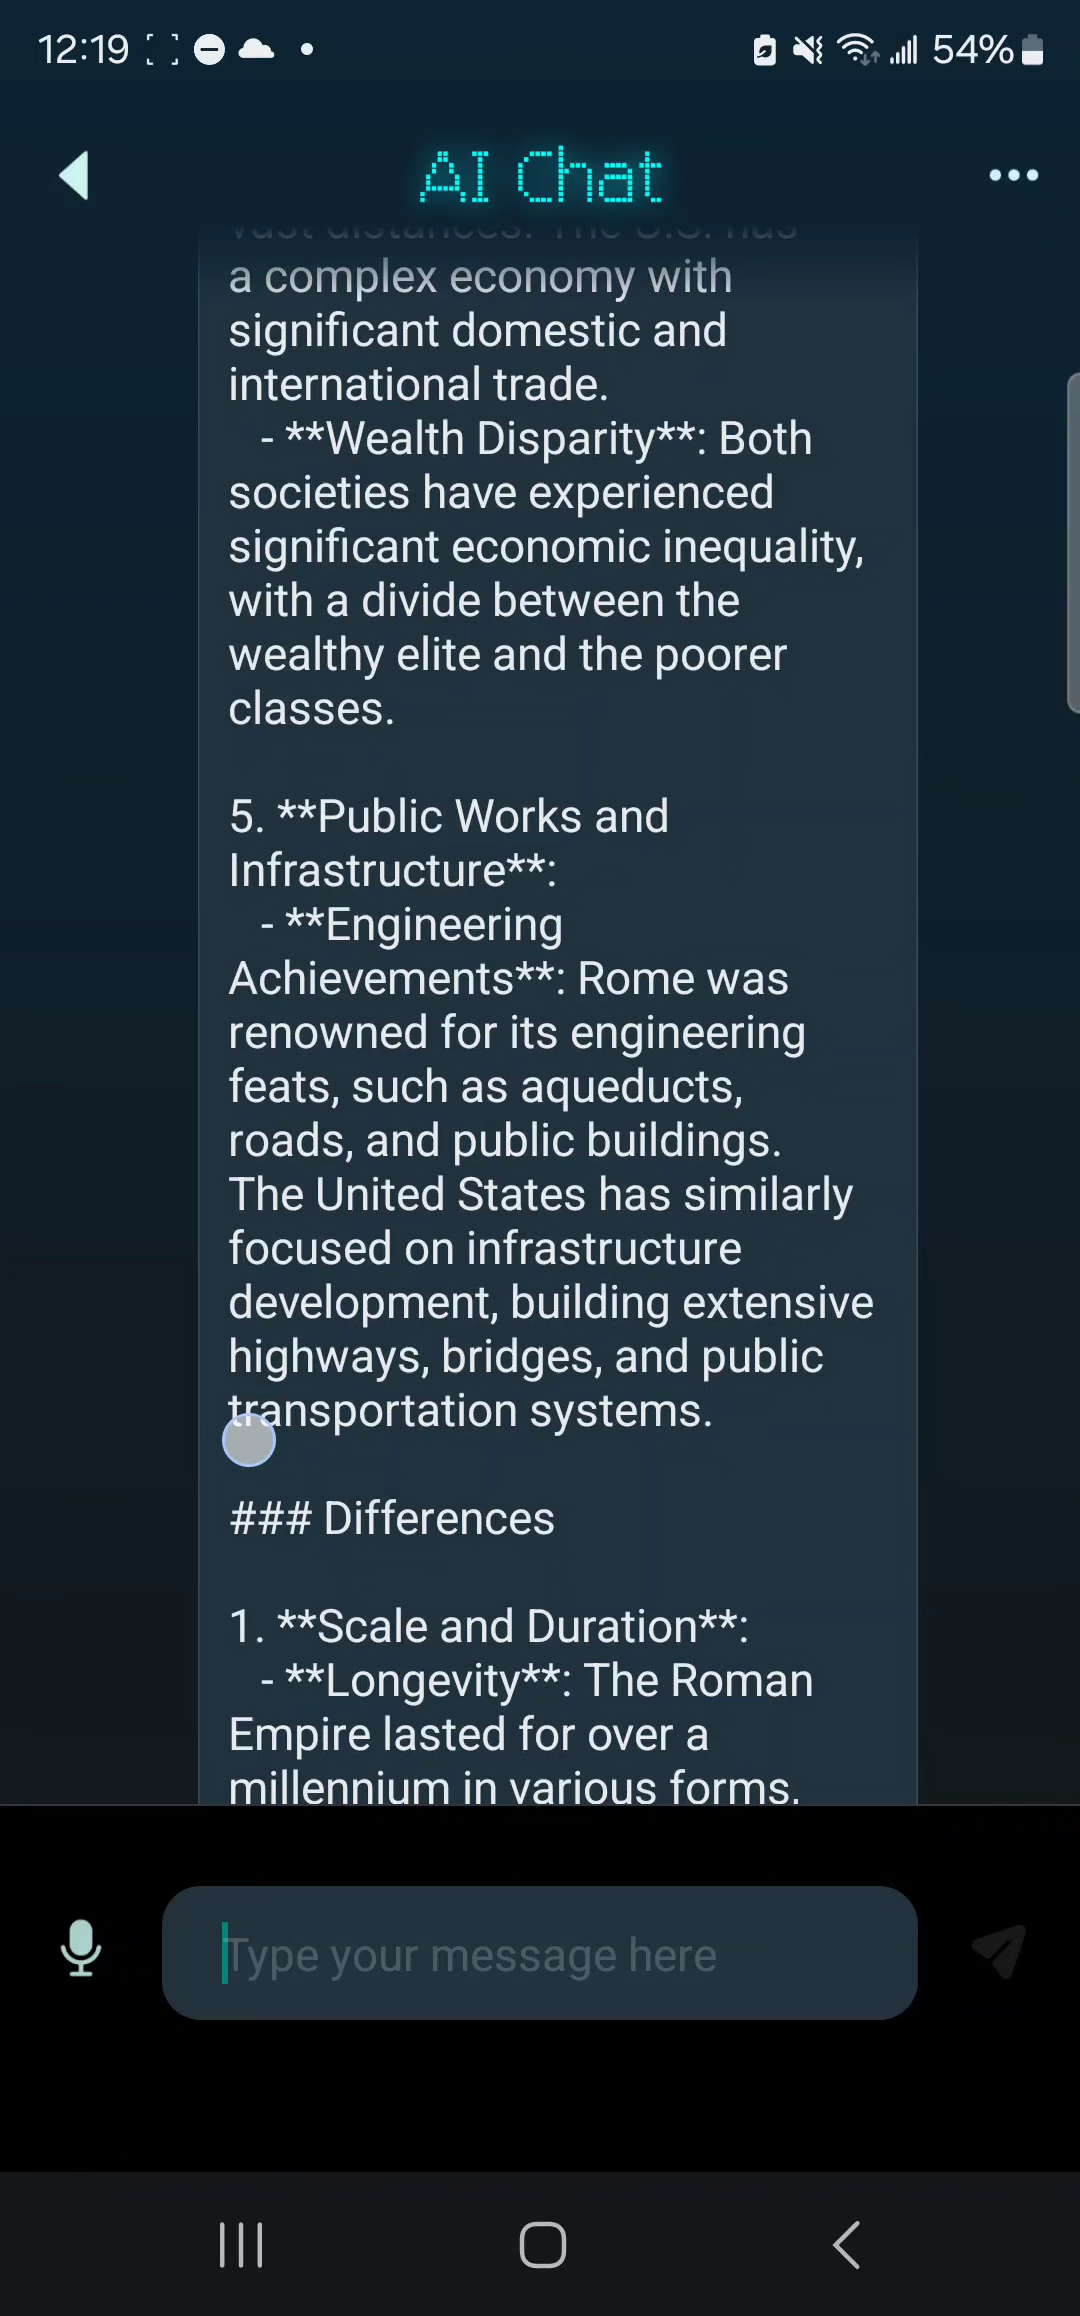 12:19
54%
AI Chat
vast distances. The U.S. has
a complex economy with
significant domestic and
international trade.
- **Wealth Disparity**: Both
societies have experienced
significant economic inequality,
with a divide between the
wealthy elite and the poorer
classes.
5. **Public Works and
Infrastructure**:
- **Engineering
Achievements**: Rome was
renowned for its engineering
feats, such as aqueducts,
roads, and public buildings.
The United States has similarly
focused on infrastructure
development, building extensive
highways, bridges, and public
transportation systems.
### Differences
1. **Scale and Duration**:
- **Longevity**: The Roman
Empire lasted for over a
millennium in various forms.
Type your message here